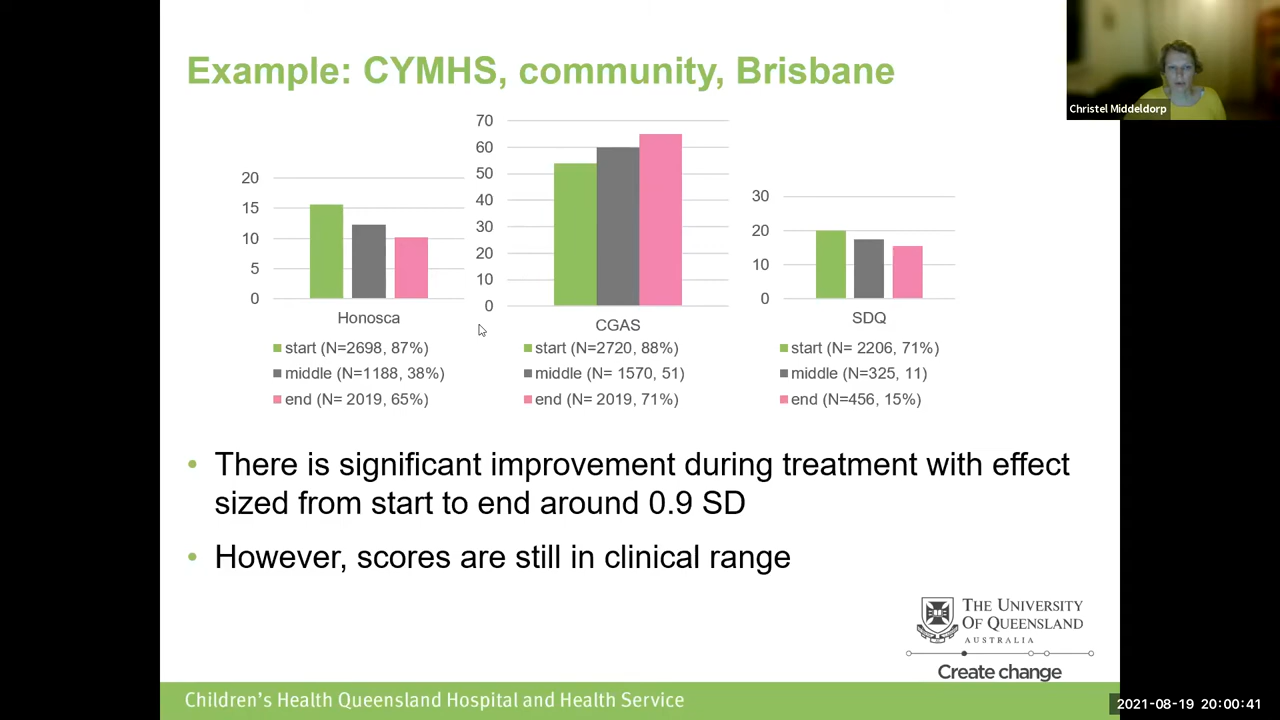 Example: CYMHS, community, Brisbane
Christel Middeldorp
20
15
10
5
0
Honosca
start (N=2698, 87%)
middle (N=1188, 38%)
end (N= 2019, 65%)
70
60
50
40
30
20
10
0
CGAS
start (N=2720, 88%)
middle (N= 1570, 51)
end (N= 2019, 71%)
30
20
10
0
SDQ
start (N= 2206, 71%)
middle (N=325, 11)
end (N=456, 15%)
• There is significant improvement during treatment with effect
sized from start to end around 0.9 SD
• However, scores are still in clinical range
THE UNIVERSITY
OF QUEENSLAND
AUSTRALIA
Create change
Children's Health Queensland Hospital and Health Service
2021-08-19 20:00:41